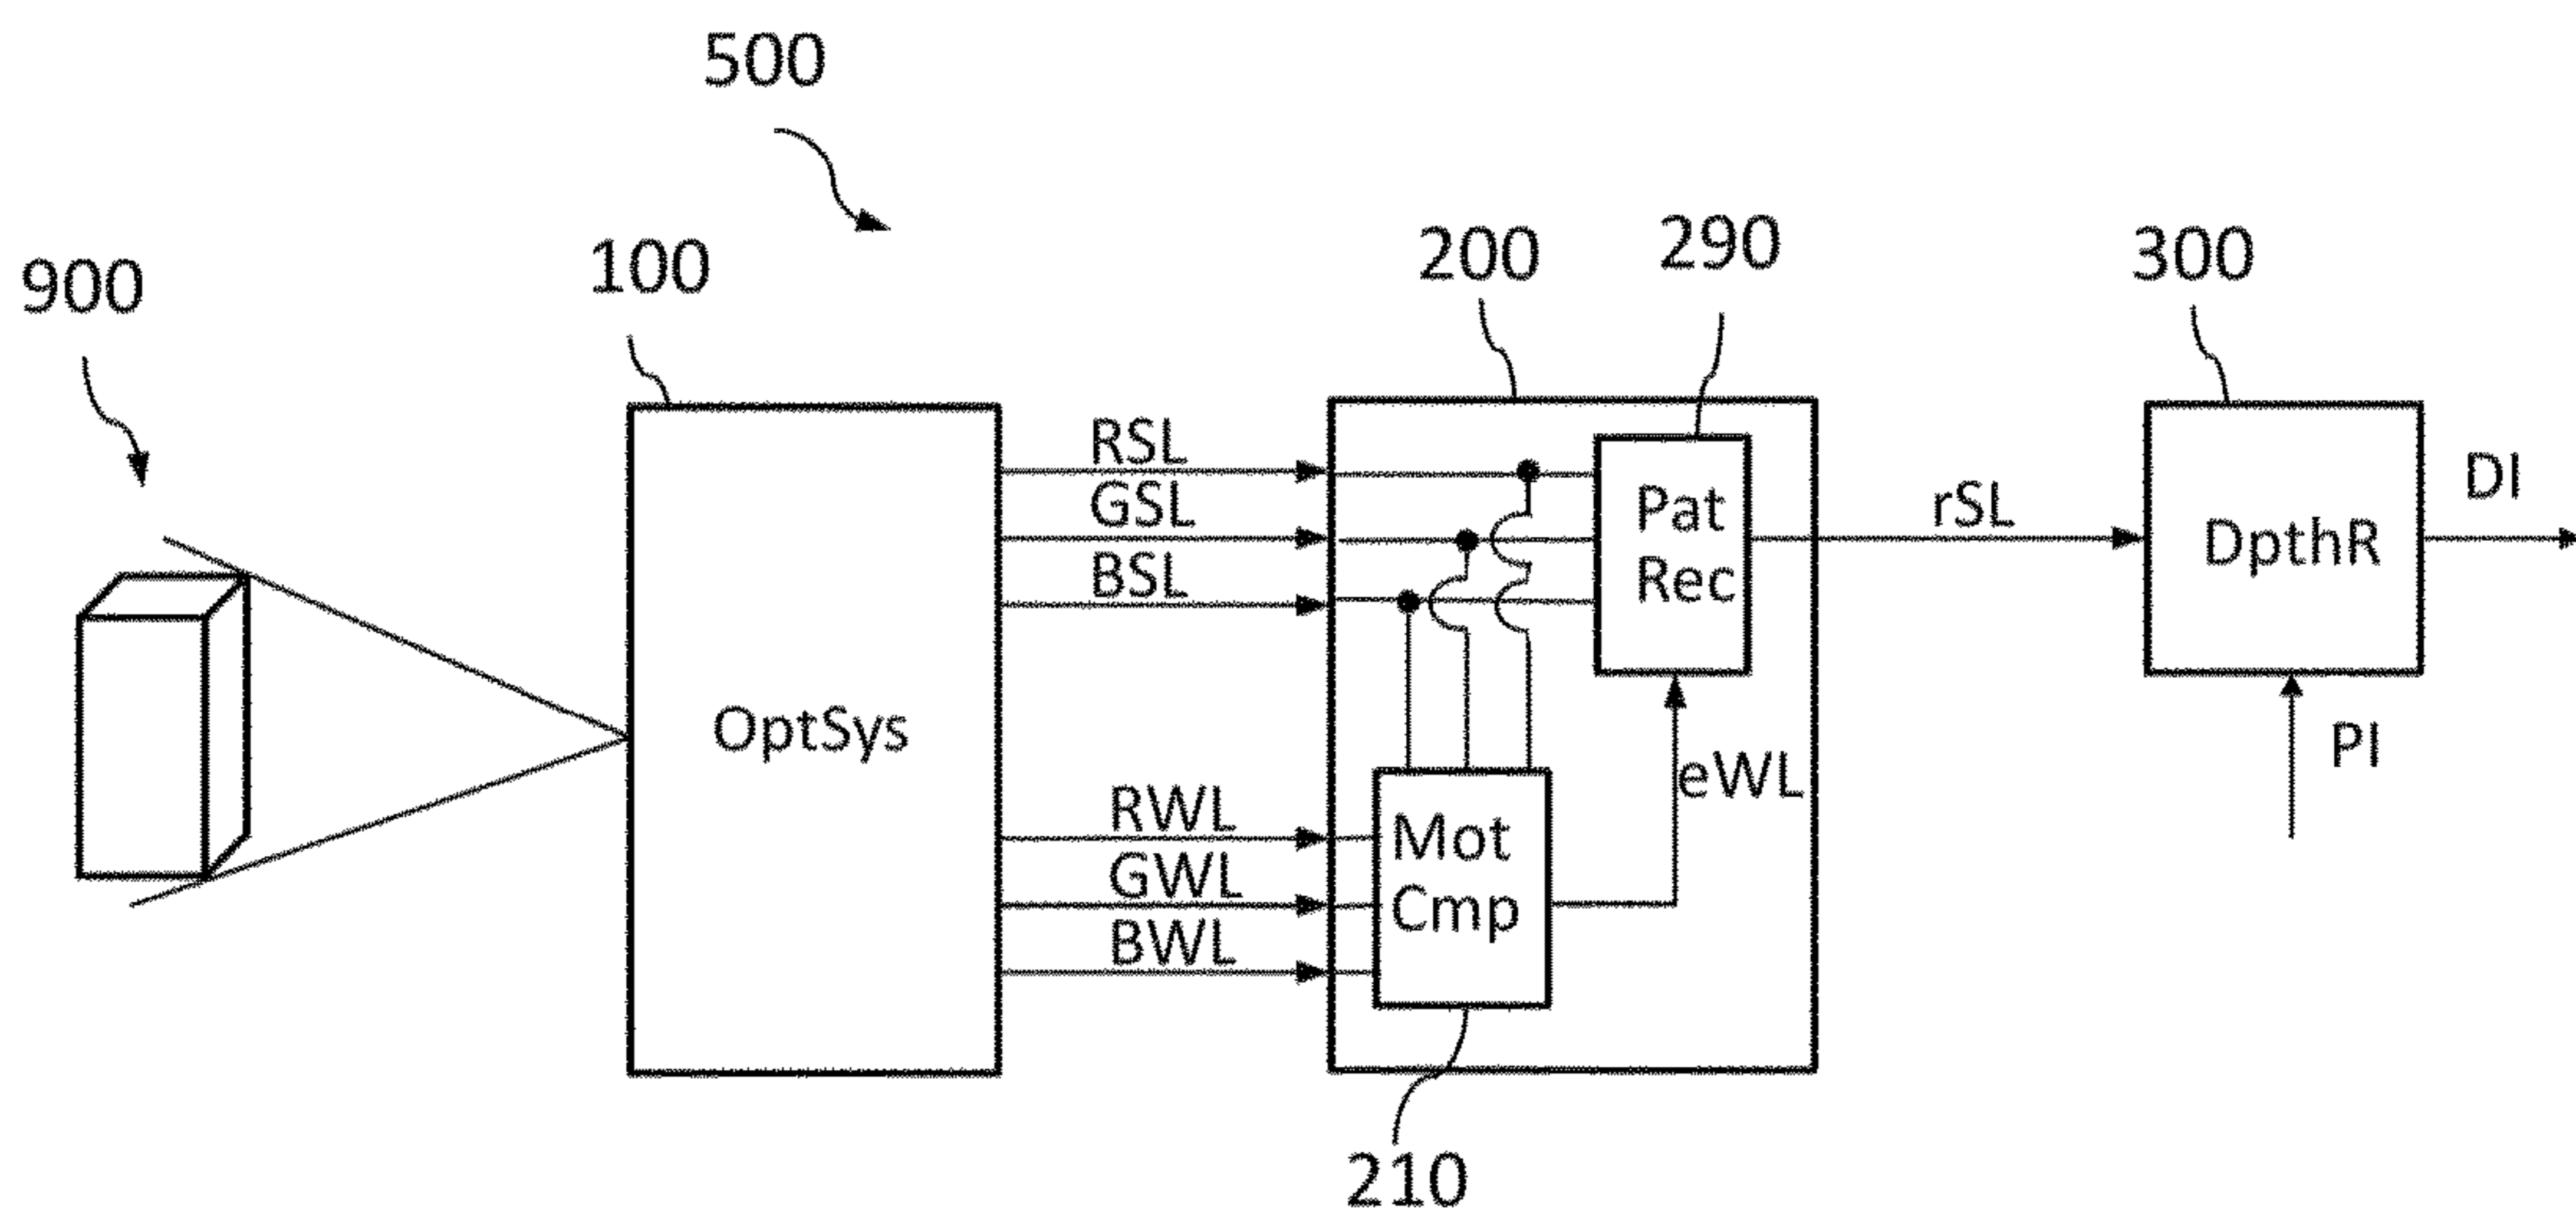 500
900
100
200
290
300
RSL
GSL
BSL
Pat
Rec
rSL
DpthR
DI
OptSys
eWL
PI
RWL
GWL
BWL
Mot
Cmp
210